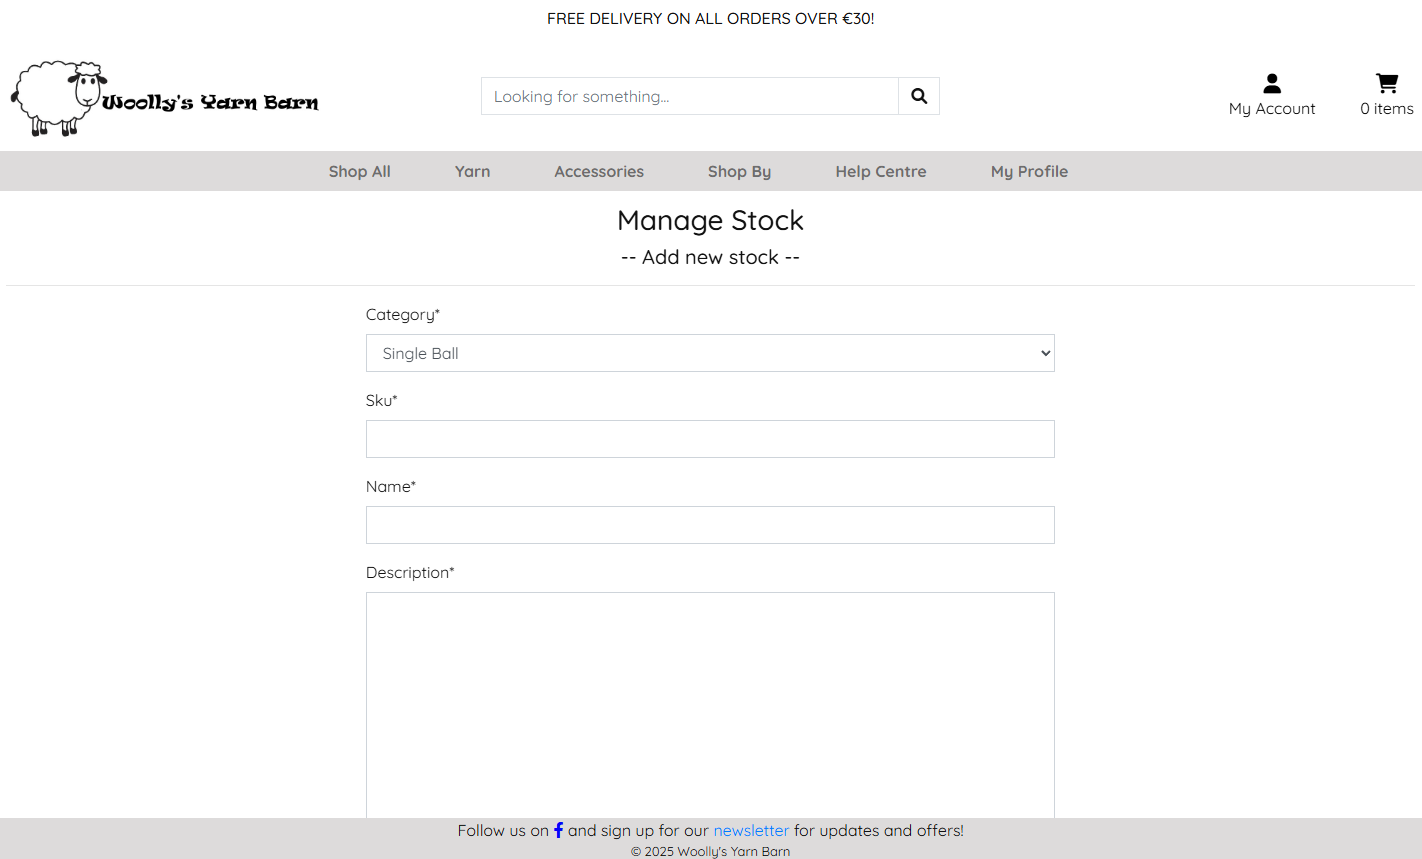 FREE DELIVERY ON ALL ORDERS OVER €30!
Woolly's Yarn Barn
Looking for something...
My Account
0 items
Shop All Yarn Accessories Shop By Help Centre My Profile
Manage Stock
-- Add new stock --
Category*
Single Ball
Sku*
Name*
Description*
Follow us on f and sign up for our newsletter for updates and offers!
© 2025 Woolly's Yarn Barn